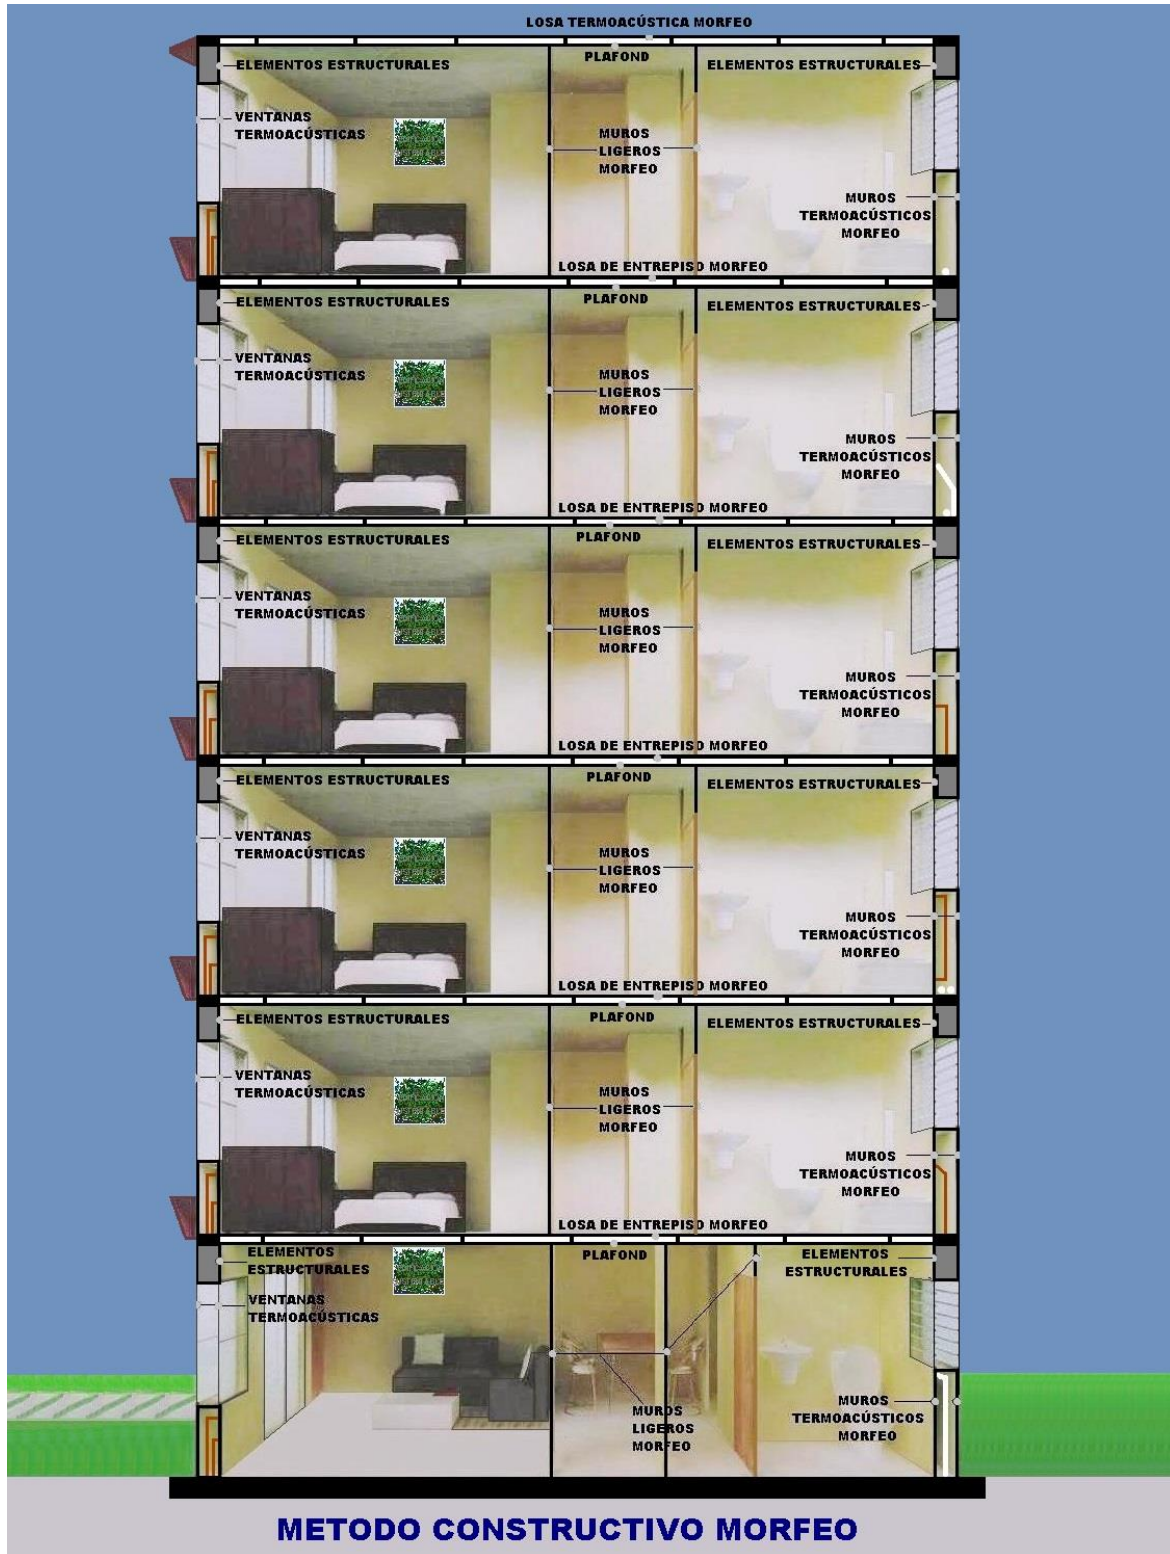 LOSA TERMOACÚSTICA MORFEO
PLAFOND
ELEMENTOS ESTRUCTURALES
ELEMENTOS ESTRUCTURALES
VENTANAS
TERMOACÚSTICAS
MUROS
LIGEROS
MORFEO
MUROS
TERMOACÚSTICOS
MORFEO
LOSA DE ENTREPISO MORFEO
PLAFOND
ELEMENTOS ESTRUCTURALES
ELEMENTOS ESTRUCTURALES
VENTANAS
TERMOACÚSTICAS
MUROS
LIGEROS
MORFEO
MUROS
TERMOACÚSTICOS
MORFEO
LOSA DE ENTREPISO MORFEO
PLAFOND
ELEMENTOS ESTRUCTURALES
ELEMENTOS ESTRUCTURALES
VENTANAS
TERMOACÚSTICAS
MUROS
LIGEROS
MORFEO
MUROS
TERMOACÚSTICOS
MORFEO
LOSA DE ENTREPISO MORFEO
PLAFOND
ELEMENTOS ESTRUCTURALES
ELEMENTOS ESTRUCTURALES
VENTANAS
TERMOACÚSTICAS
MUROS
LIGEROS
MORFEO
MUROS
TERMOACÚSTICOS
MORFEO
LOSA DE ENTREPISO MORFEO
PLAFOND
ELEMENTOS ESTRUCTURALES
ELEMENTOS ESTRUCTURALES
VENTANAS
TERMOACÚSTICAS
MUROS
LIGEROS
MORFEO
MUROS
TERMOACÚSTICOS
MORFEO
LOSA DE ENTREPISO MORFEO
PLAFOND
ELEMENTOS
ESTRUCTURALES
ELEMENTOS
ESTRUCTURALES
VENTANAS
TERMOACÚSTICAS
MUROS
LIGEROS
MORFEO
MUROS
TERMOACÚSTICOS
MORFEO
METODO CONSTRUCTIVO MORFEO